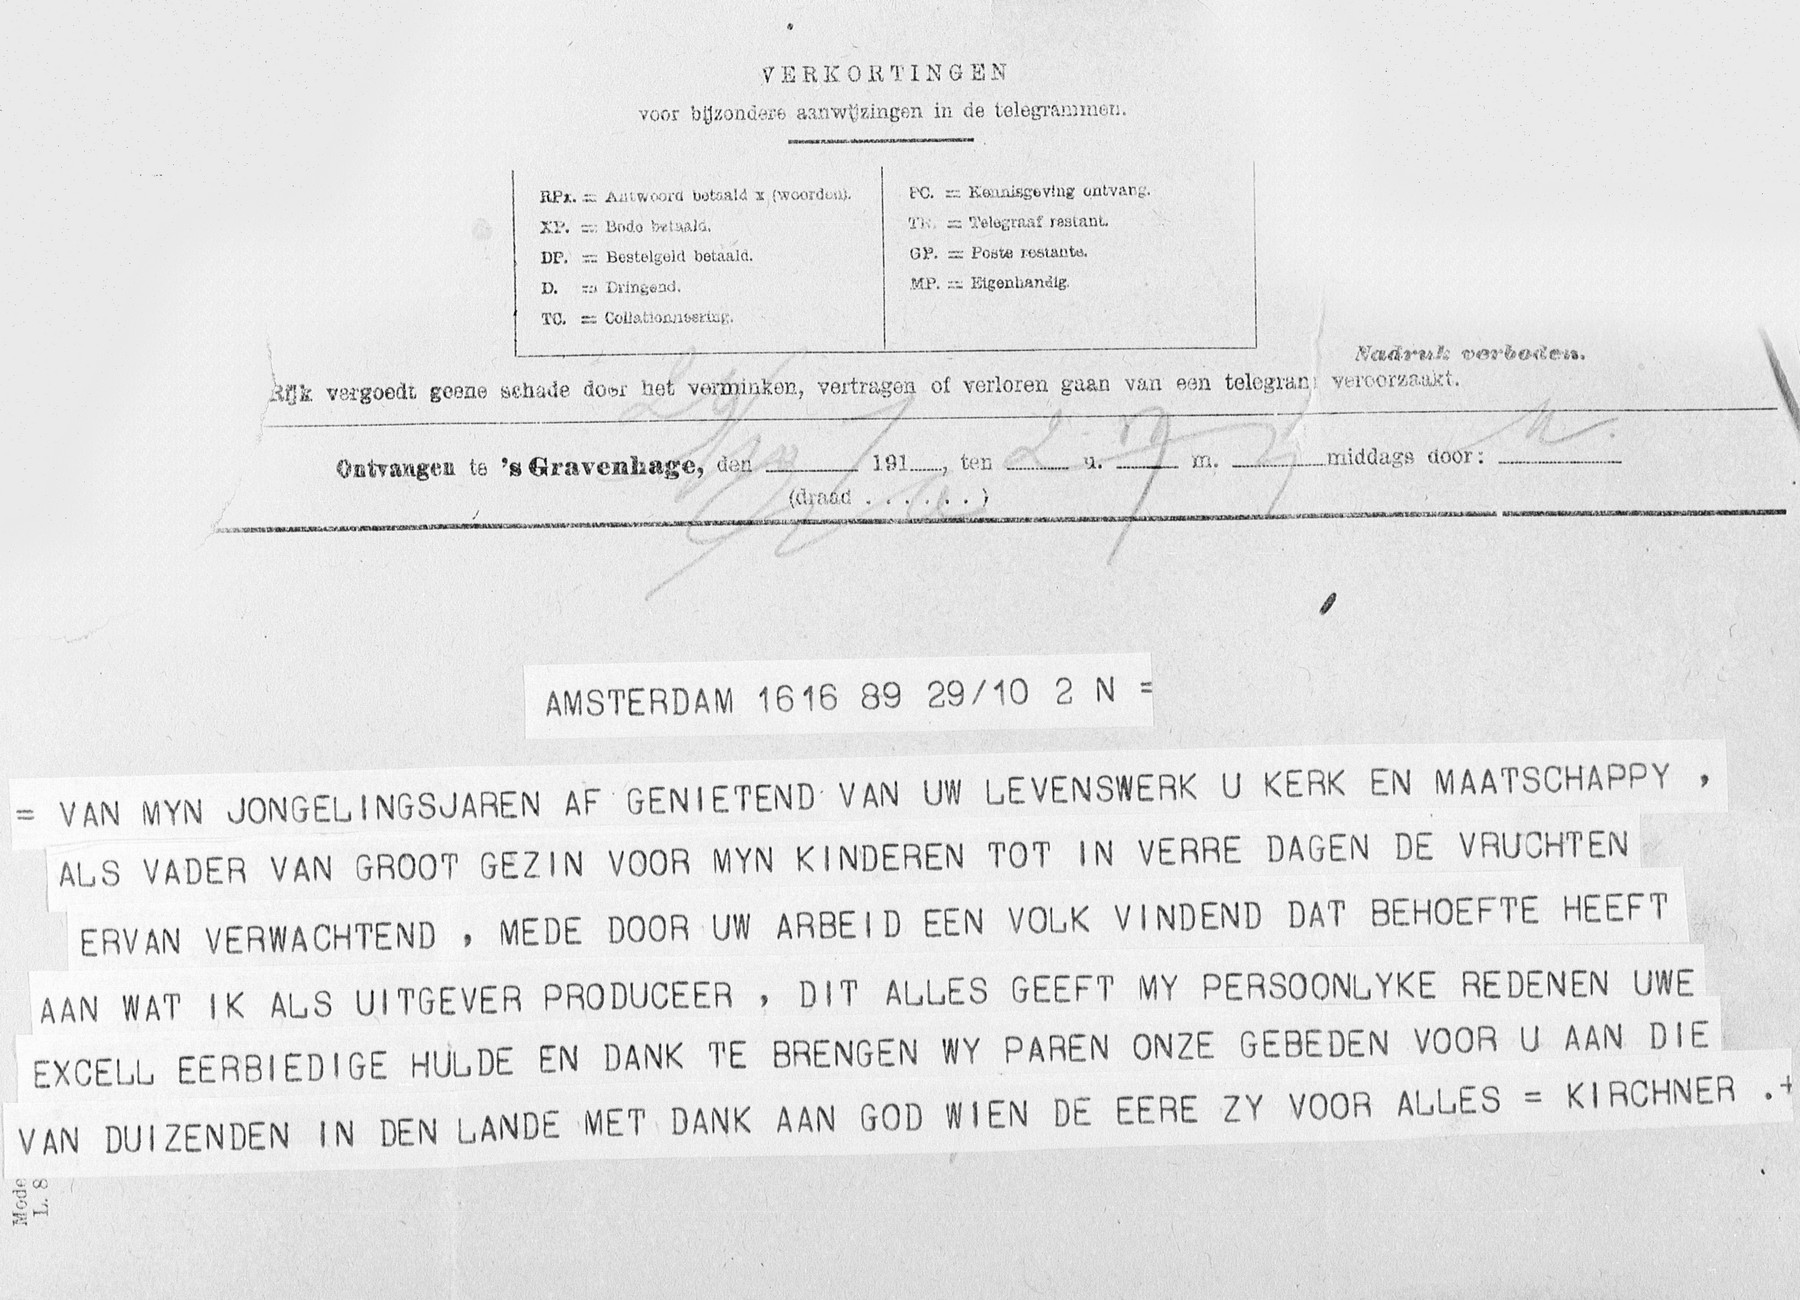 VERKORTINGEN
voor bijzondere aanwijzingen in de telegrammen.
RPx. = Antwoord betaald x (woorden).
XP. = Bode betaald.
DP. = Bestelgeld betaald.
D. = Dringend.
TC. = Collationneering.
PC. = Kennisgeving ontvang.
TR. = Telegraaf restant.
GP. = Poste restante.
MP. = Eigenhandig.
Nadruk verboden.
Rijk vergoedt geene schade door het verminken, vertragen of verloren gaan van een telegram veroorzaakt.
Ontvangen te 's Gravenhage, den 191 , ten u. m. middags door:
(draad . . . . . . )
AMSTERDAM 1616 89 29/10 2 N =
= VAN MYN JONGELINGSJAREN AF GENIETEND VAN UW LEVENSWERK U KERK EN MAATSCHAPPY ,
ALS VADER VAN GROOT GEZIN VOOR MYN KINDEREN TOT IN VERRE DAGEN DE VRUCHTEN
ERVAN VERWACHTEND , MEDE DOOR UW ARBEID EEN VOLK VINDEND DAT BEHOEFTE HEEFT
AAN WAT IK ALS UITGEVER PRODUCEER , DIT ALLES GEEFT MY PERSOONLYKE REDENEN UWE
EXCELL EERBIEDIGE HULDE EN DANK TE BRENGEN WY PAREN ONZE GEBEDEN VOOR U AAN DIE
VAN DUIZENDEN IN DEN LANDE MET DANK AAN GOD WIEN DE EERE ZY VOOR ALLES = KIRCHNER .+
Mode
L. 8